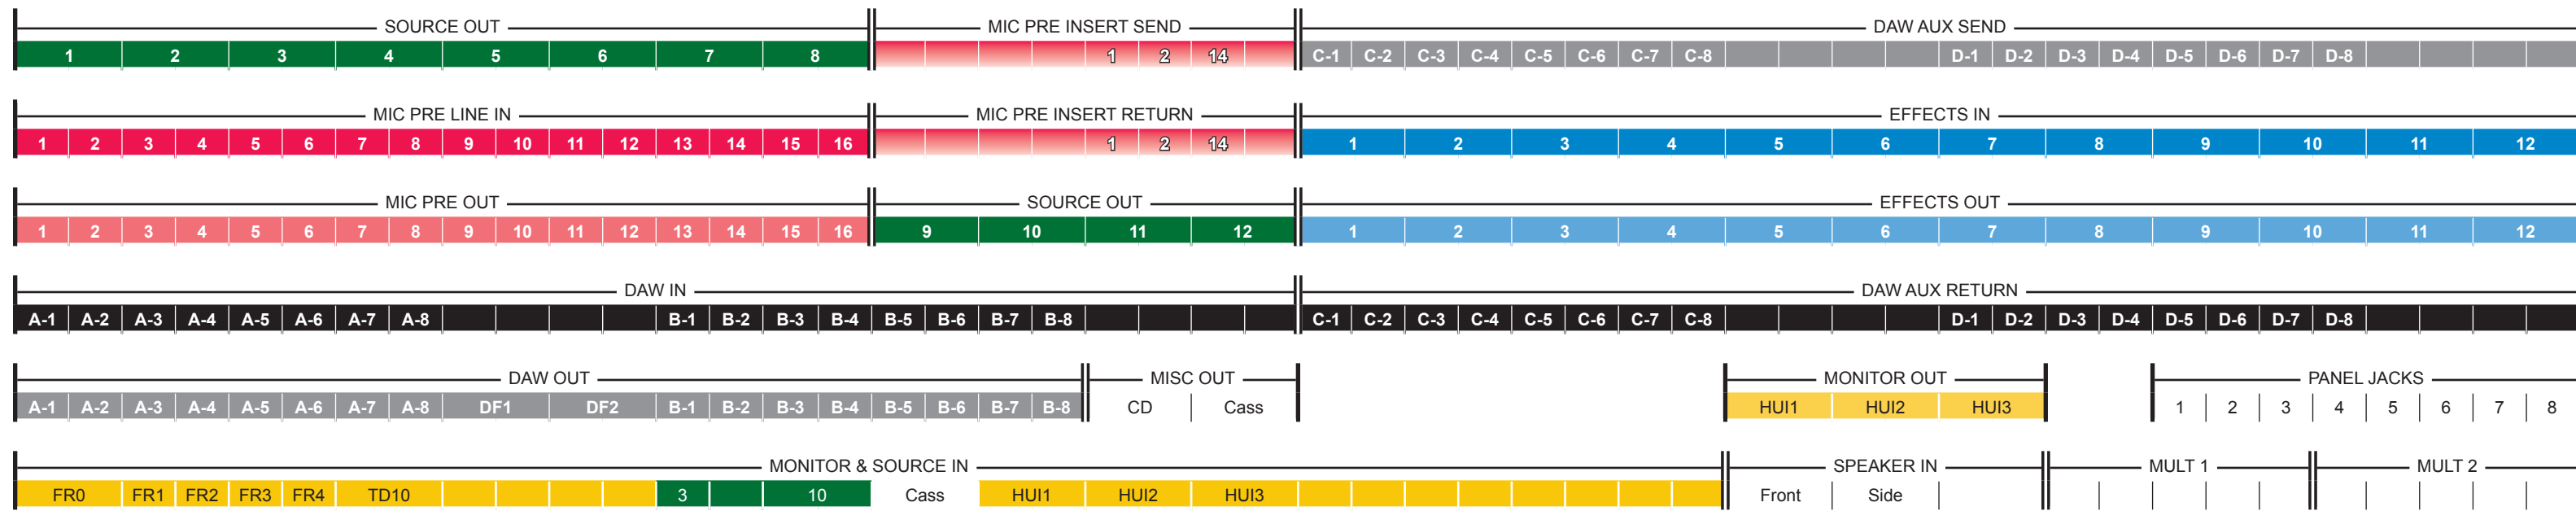 SOURCE OUT MIC PRE INSERT SEND DAW AUX SEND
1 2 3 4 5 6 7 8 1 2 14 C-1 C-2 C-3 C-4 C-5 C-6 C-7 C-8 D-1 D-2 D-3 D-4 D-5 D-6 D-7 D-8
MIC PRE LINE IN MIC PRE INSERT RETURN EFFECTS IN
1 2 3 4 5 6 7 8 9 10 11 12 13 14 15 16 1 2 14 1 2 3 4 5 6 7 8 9 10 11 12
MIC PRE OUT SOURCE OUT EFFECTS OUT
1 2 3 4 5 6 7 8 9 10 11 12 13 14 15 16 9 10 11 12 1 2 3 4 5 6 7 8 9 10 11 12
DAW IN DAW AUX RETURN
A-1 A-2 A-3 A-4 A-5 A-6 A-7 A-8 B-1 B-2 B-3 B-4 B-5 B-6 B-7 B-8 C-1 C-2 C-3 C-4 C-5 C-6 C-7 C-8 D-1 D-2 D-3 D-4 D-5 D-6 D-7 D-8
DAW OUT MISC OUT MONITOR OUT PANEL JACKS
A-1 A-2 A-3 A-4 A-5 A-6 A-7 A-8 DF1 DF2 B-1 B-2 B-3 B-4 B-5 B-6 B-7 B-8 CD Cass HUI1 HUI2 HUI3 1 2 3 4 5 6 7 8
MONITOR & SOURCE IN SPEAKER IN MULT 1 MULT 2
FR0 FR1 FR2 FR3 FR4 TD10 3 10 Cass HUI1 HUI2 HUI3 Front Side